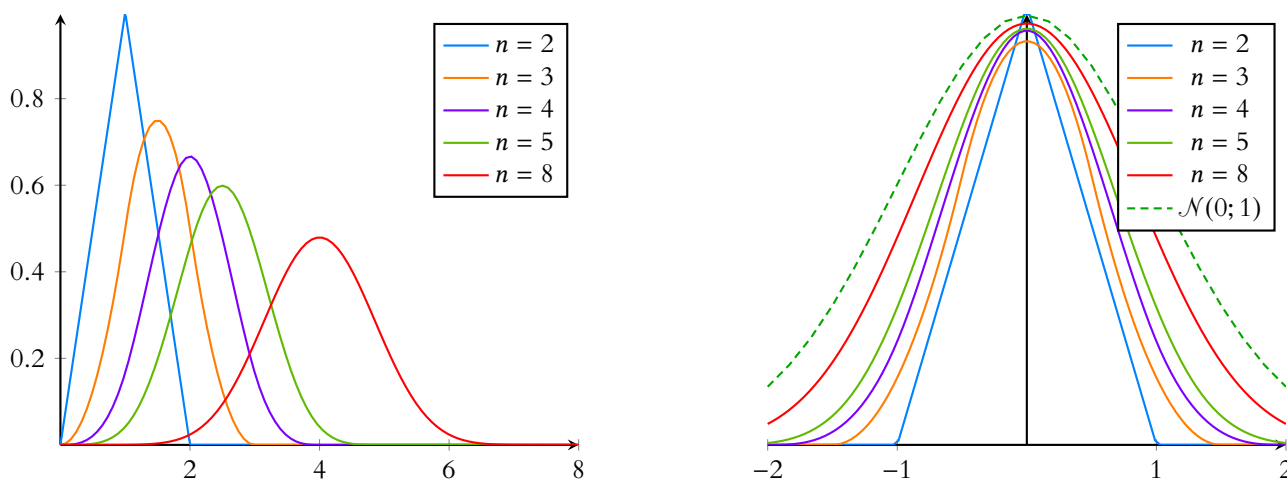 n = 2
n = 3
n = 4
n = 5
n = 8
0.8
0.6
0.4
0.2
2 4 6 8
n = 2
n = 3
n = 4
n = 5
n = 8
𝒩(0; 1)
−2 −1 1 2